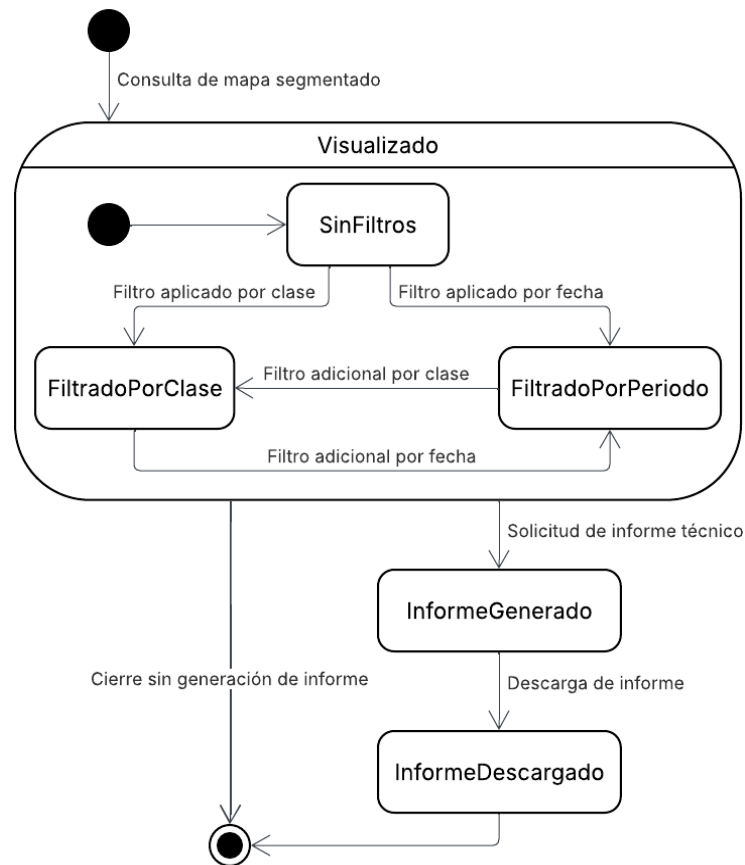 Consulta de mapa segmentado
Visualizado
SinFiltros
Filtro aplicado por clase
Filtro aplicado por fecha
FiltradoPorClase
Filtro adicional por clase
FiltradoPorPeriodo
Filtro adicional por fecha
Solicitud de informe técnico
InformeGenerado
Cierre sin generación de informe
Descarga de informe
InformeDescargado